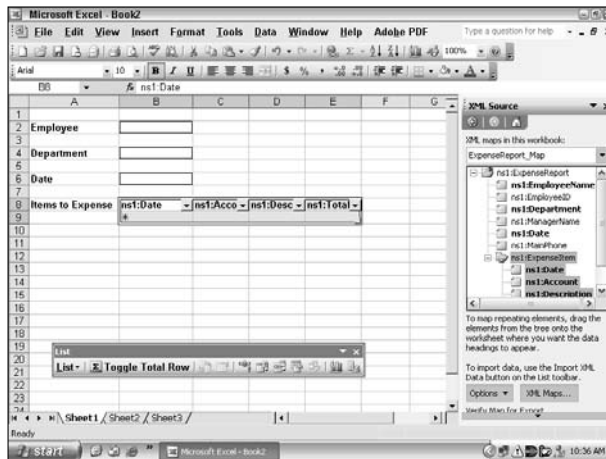 Microsoft Excel - Book2
File Edit View Insert Format Tools Data Window Help Adobe PDF
Type a question for help
100%
Arial 10 B I U $ % ,
B8 fx ns1:Date
A B C D E F G
1
2 Employee
3
4 Department
5
6 Date
7
8 Items to Expense ns1:Date ns1:Acco ns1:Desc ns1:Total
9 *
10
11
12
13
14
15
16
17
18
19
20
21
22
23
24
List
List Σ Toggle Total Row
Sheet1 / Sheet2 / Sheet3 /
Ready
XML Source
XML maps in this workbook:
ExpenseReport_Map
ns1:ExpenseReport
ns1:EmployeeName
ns1:EmployeeID
ns1:Department
ns1:ManagerName
ns1:Date
ns1:MainPhone
ns1:ExpenseItem
ns1:Date
ns1:Account
ns1:Description
To map repeating elements, drag the
elements from the tree onto the
worksheet where you want the data
headings to appear.
To import data, use the Import XML
Data button on the List toolbar.
Options XML Maps...
Verify Map for Export...
start
Microsoft Excel - Book2
10:36 AM